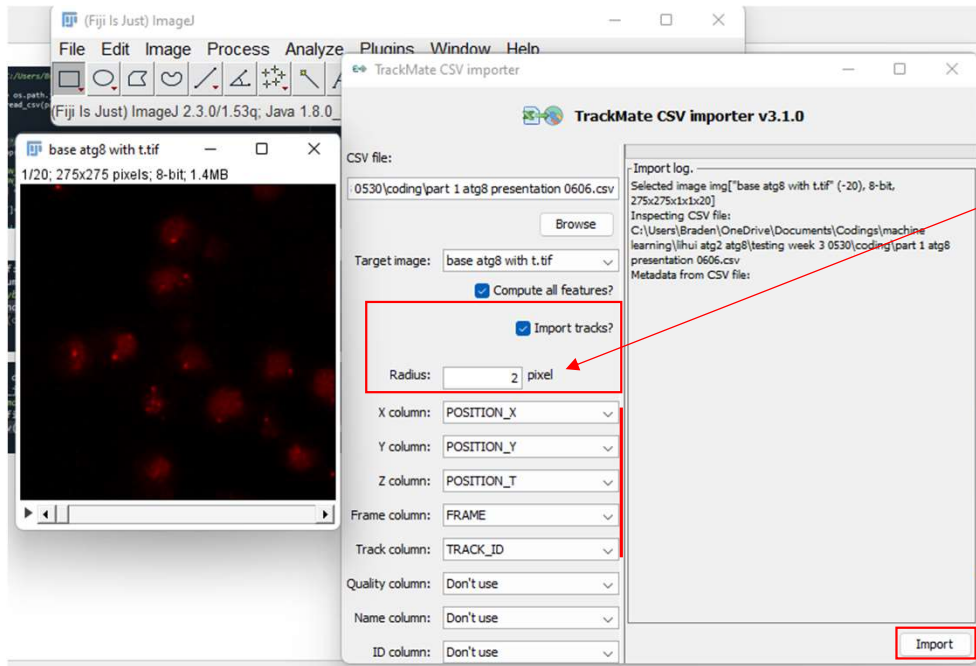 (Fiji Is Just) ImageJ
File Edit Image Process Analyze Plugins Window Help
(Fiji Is Just) ImageJ 2.3.0/1.53q; Java 1.8.0_
base atg8 with t.tif
1/20; 275x275 pixels; 8-bit; 1.4MB
TrackMate CSV importer
TrackMate CSV importer v3.1.0
CSV file:
0530\coding\part 1 atg8 presentation 0606.csv
Browse
Target image: base atg8 with t.tif
Compute all features?
Import tracks?
Radius: 2 pixel
X column: POSITION_X
Y column: POSITION_Y
Z column: POSITION_T
Frame column: FRAME
Track column: TRACK_ID
Quality column: Don't use
Name column: Don't use
ID column: Don't use
Import log.
Selected image img["base atg8 with t.tif" (-20), 8-bit,
275x275x1x1x20]
Inspecting CSV file:
C:\Users\Braden\OneDrive\Documents\Codings\machine
learning\lihui atg2 atg8\testing week 3 0530\coding\part 1 atg8
presentation 0606.csv
Metadata from CSV file:
Import